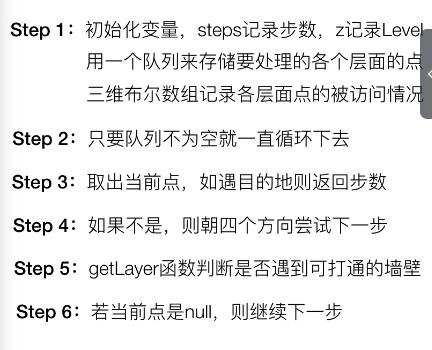 Step 1：初始化变量，steps记录步数，z记录Level
用一个队列来存储要处理的各个层面的点
三维布尔数组记录各层面点的被访问情况
Step 2：只要队列不为空就一直循环下去
Step 3：取出当前点，如遇目的地则返回步数
Step 4：如果不是，则朝四个方向尝试下一步
Step 5：getLayer函数判断是否遇到可打通的墙壁
Step 6：若当前点是null，则继续下一步